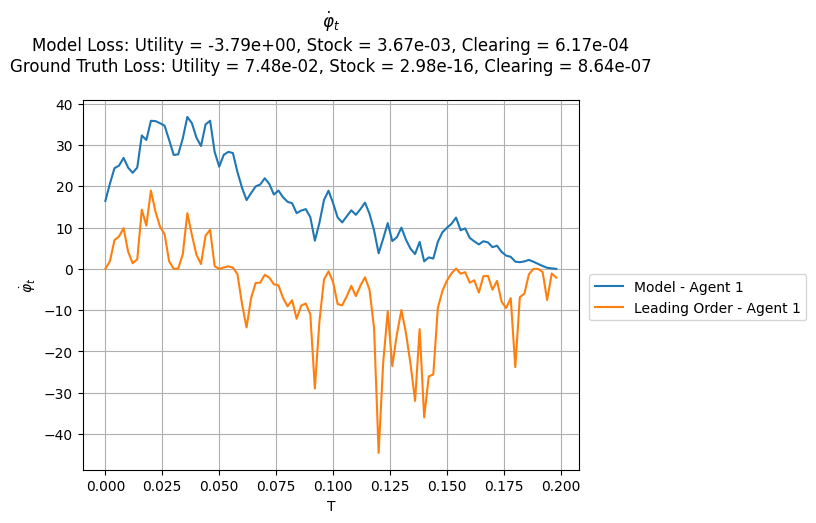 φ̇ₜ
Model Loss: Utility = -3.79e+00, Stock = 3.67e-03, Clearing = 6.17e-04
Ground Truth Loss: Utility = 7.48e-02, Stock = 2.98e-16, Clearing = 8.64e-07
40
30
20
10
0
−10
−20
−30
−40
φ̇ₜ
0.000 0.025 0.050 0.075 0.100 0.125 0.150 0.175 0.200
T
Model - Agent 1
Leading Order - Agent 1